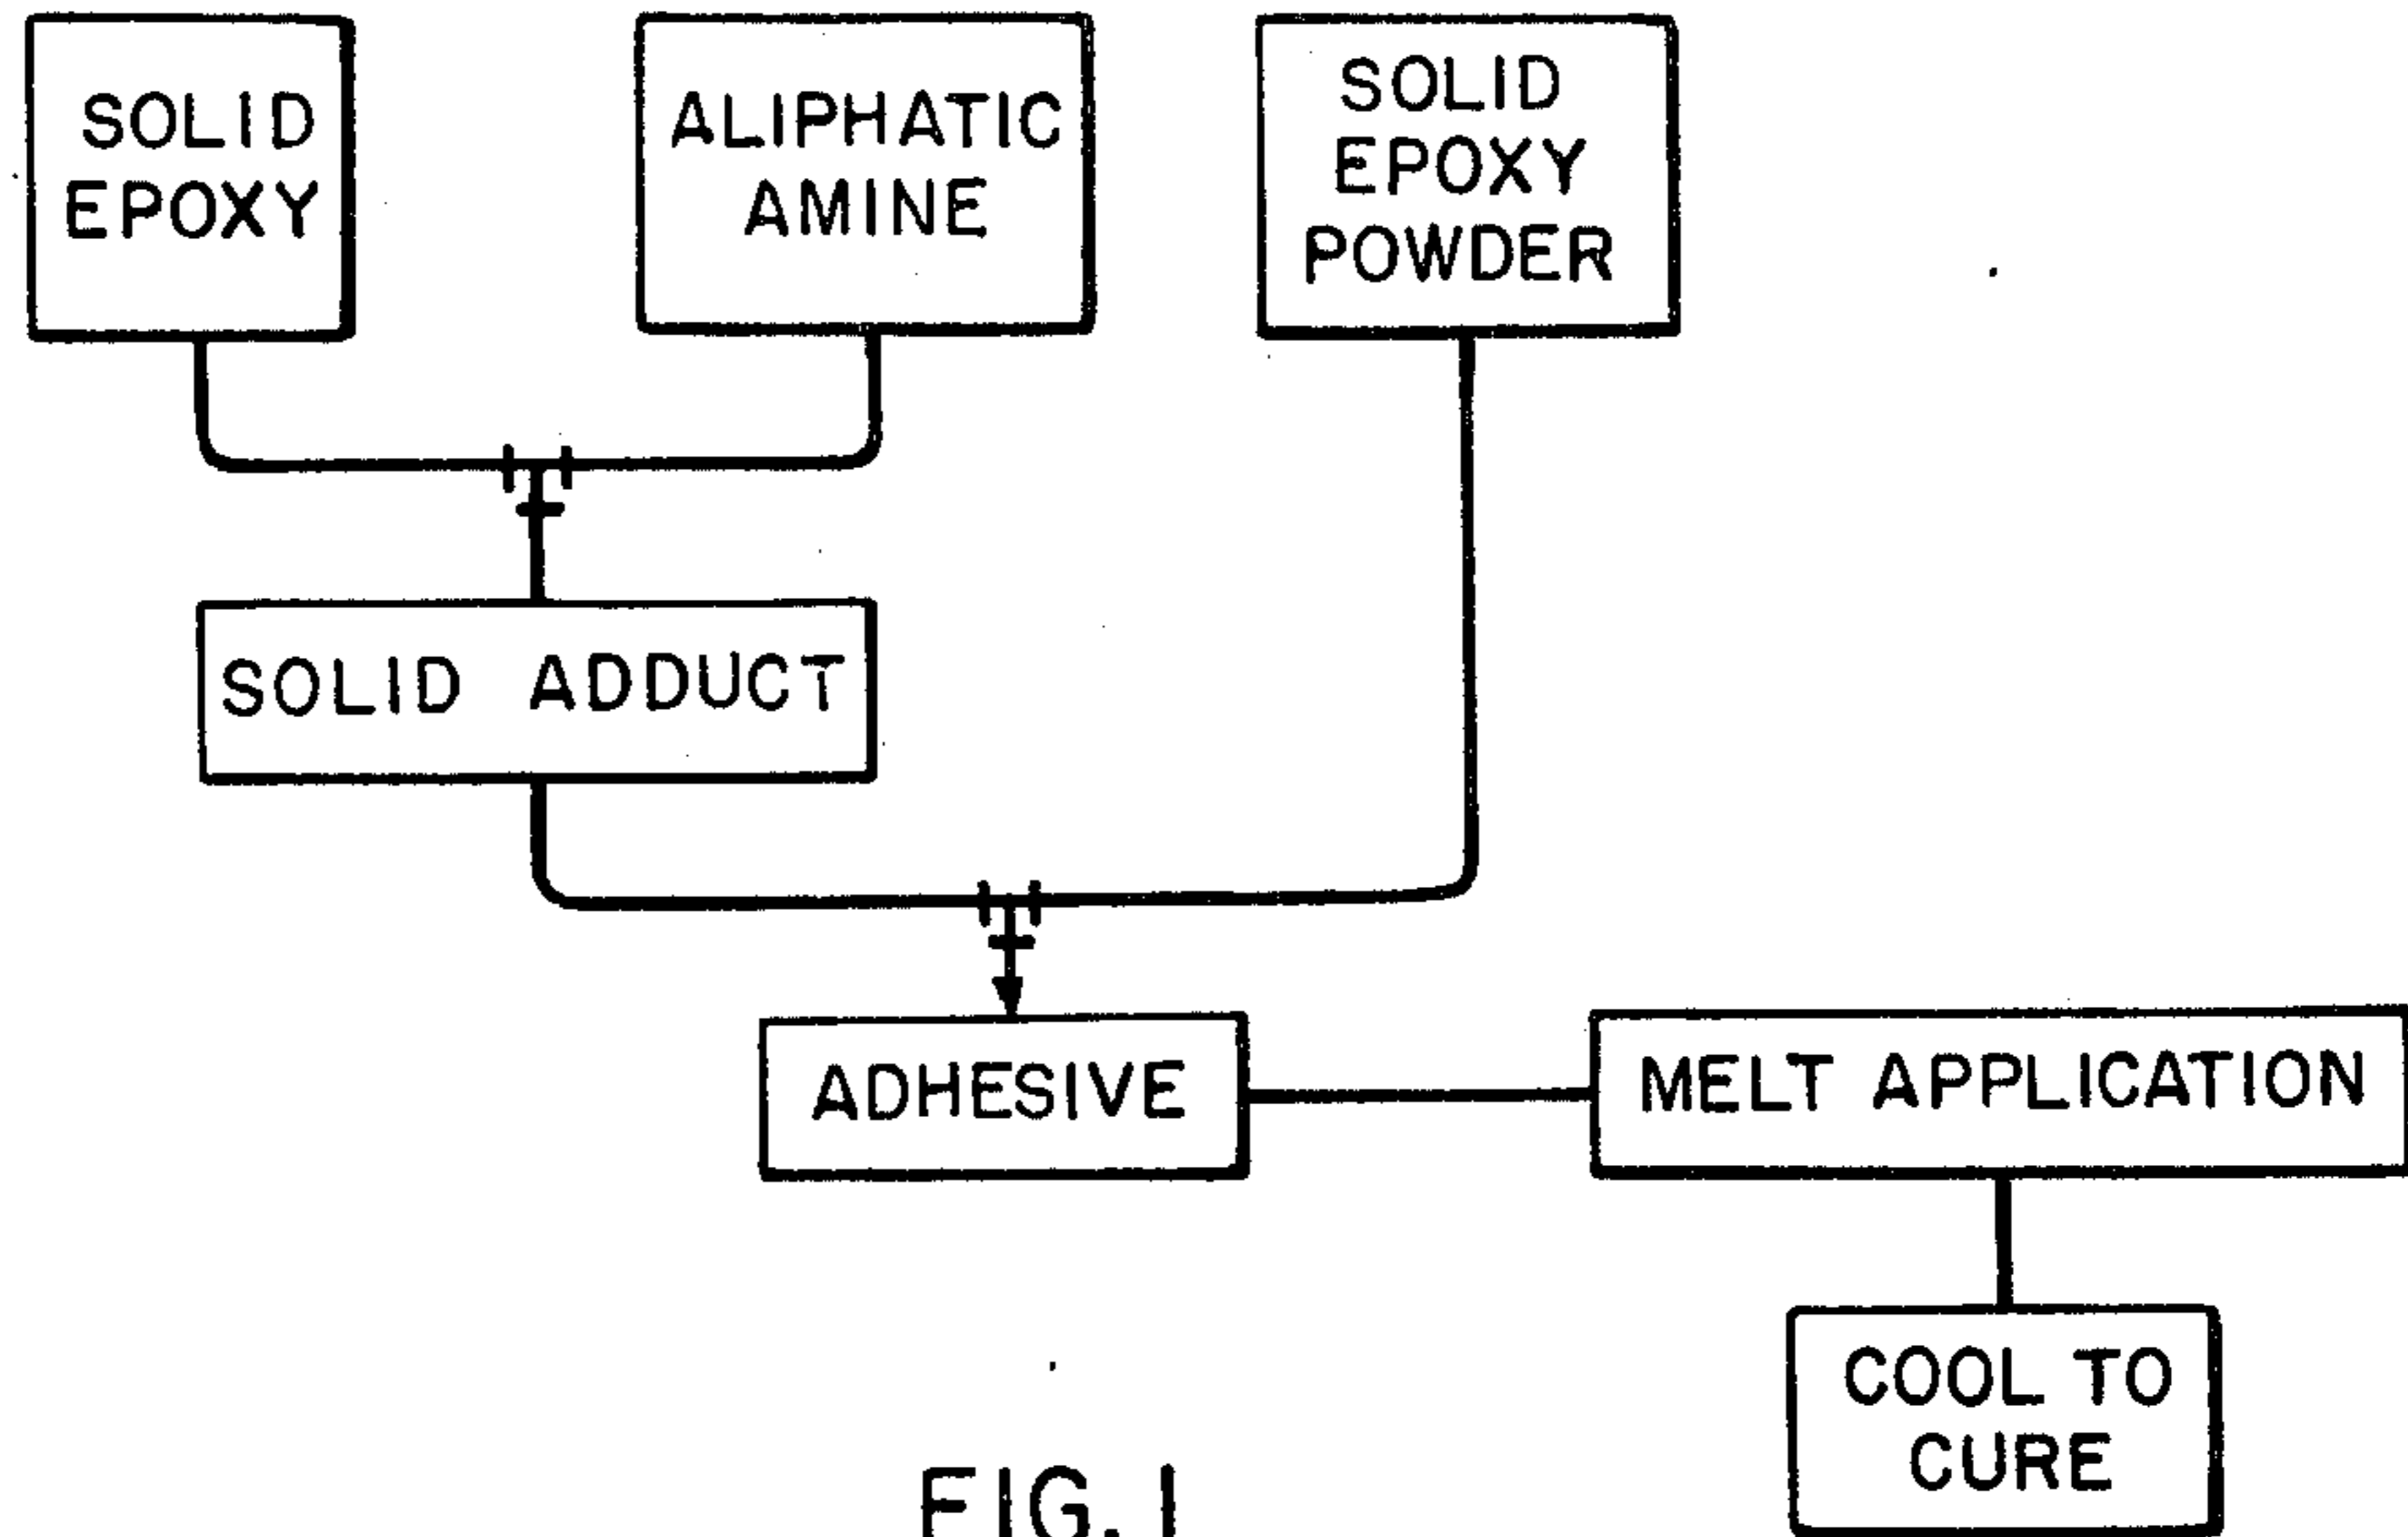 SOLID
EPOXY
ALIPHATIC
AMINE
SOLID
EPOXY
POWDER
SOLID ADDUCT
ADHESIVE
MELT APPLICATION
COOL TO
CURE
FIG. 1